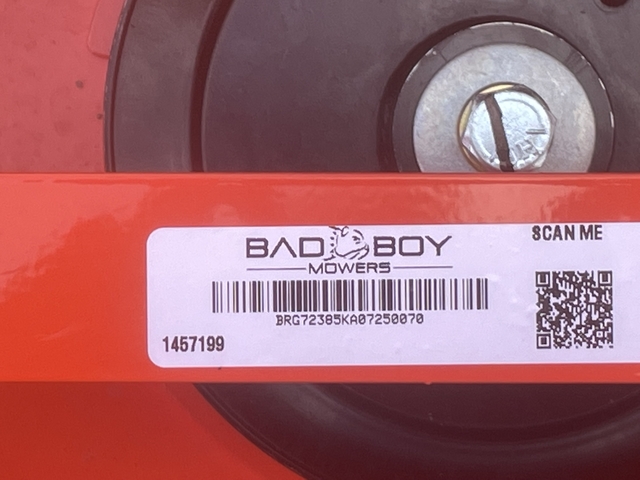 BAD BOY
MOWERS
SCAN ME
BRG72385KA07250070
1457199